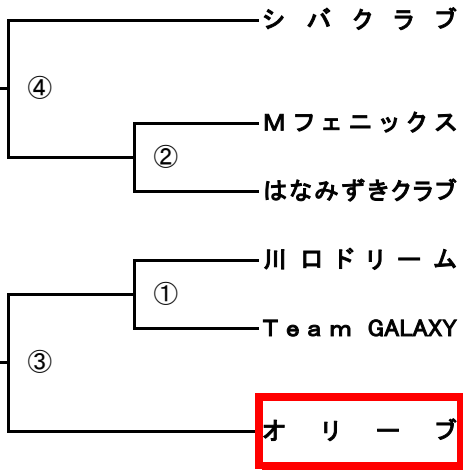 シバクラブ
④
Mフェニックス
②
はなみずきクラブ
川口ドリーム
①
Team GALAXY
③
オリーブ